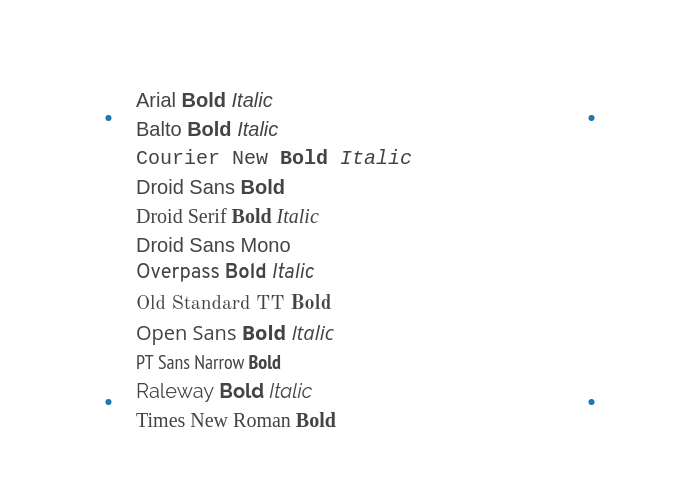 Arial Bold Italic
Balto Bold Italic
Courier New Bold Italic
Droid Sans Bold
Droid Serif Bold Italic
Droid Sans Mono
Overpass Bold Italic
Old Standard TT Bold
Open Sans Bold Italic
PT Sans Narrow Bold
Raleway Bold Italic
Times New Roman Bold